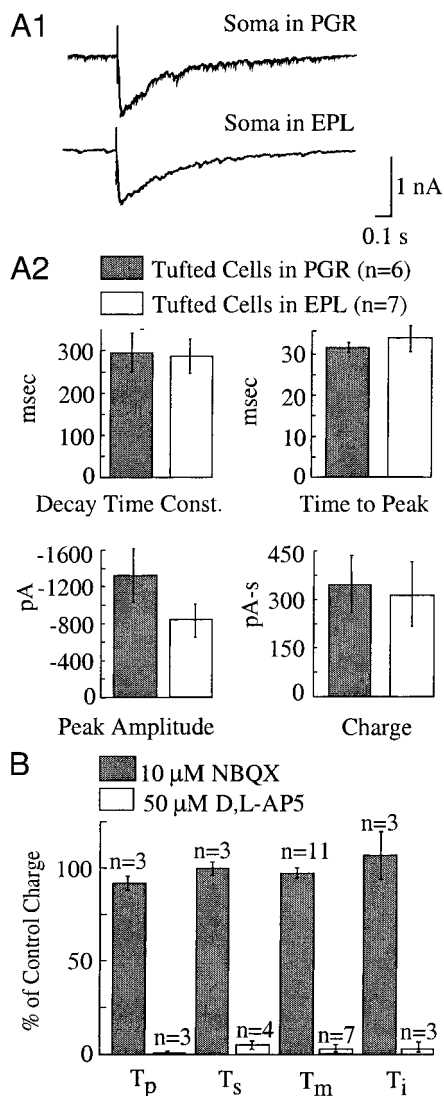 A1
Soma in PGR
Soma in EPL
1 nA
0.1 s
A2
Tufted Cells in PGR (n=6)
Tufted Cells in EPL (n=7)
msec
300
200
100
0
Decay Time Const.
msec
30
20
10
0
Time to Peak
pA
-1600
-1200
-800
-400
0
Peak Amplitude
pA-s
450
300
150
0
Charge
B
10 µM NBQX
50 µM D,L-AP5
% of Control Charge
100
50
0
n=3
n=3
n=3
n=4
n=11
n=7
n=3
n=3
Tp
Ts
Tm
Ti